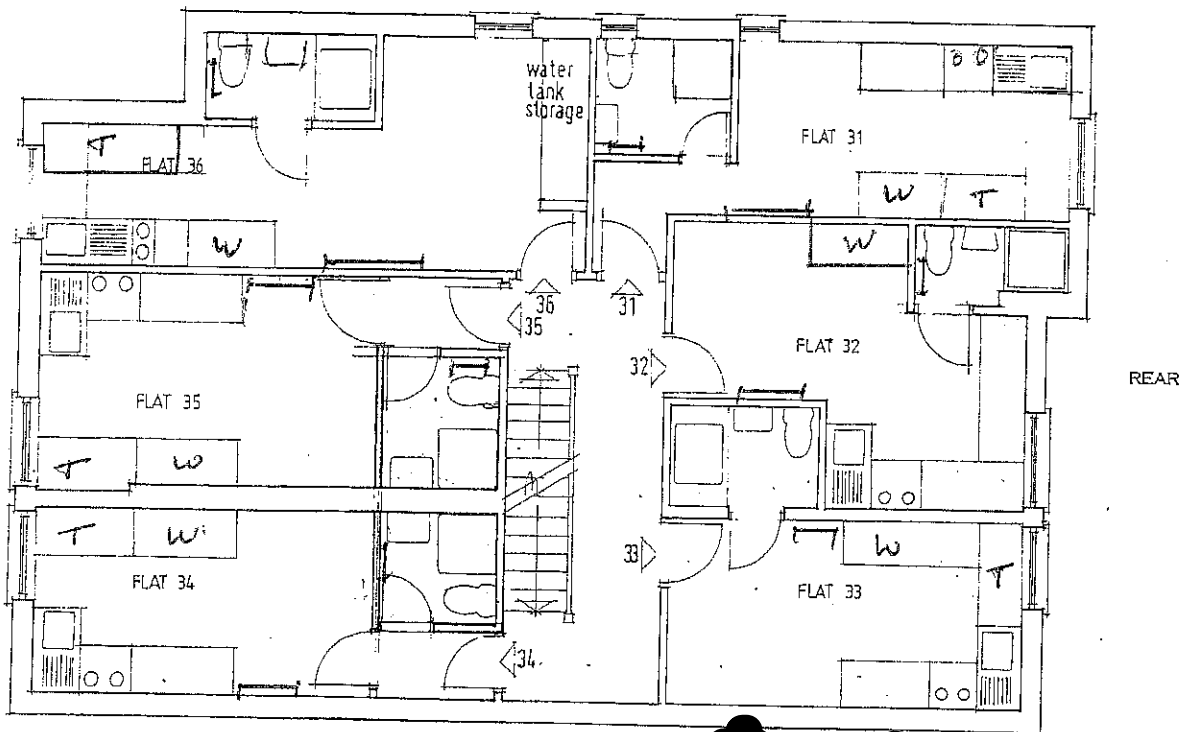 water
tank
storage
FLAT 31
W T
T
FLAT 36
W
W
36
31
35
32
FLAT 32
REAR
FLAT 35
T W
T W
FLAT 34
33
W
T
FLAT 33
34